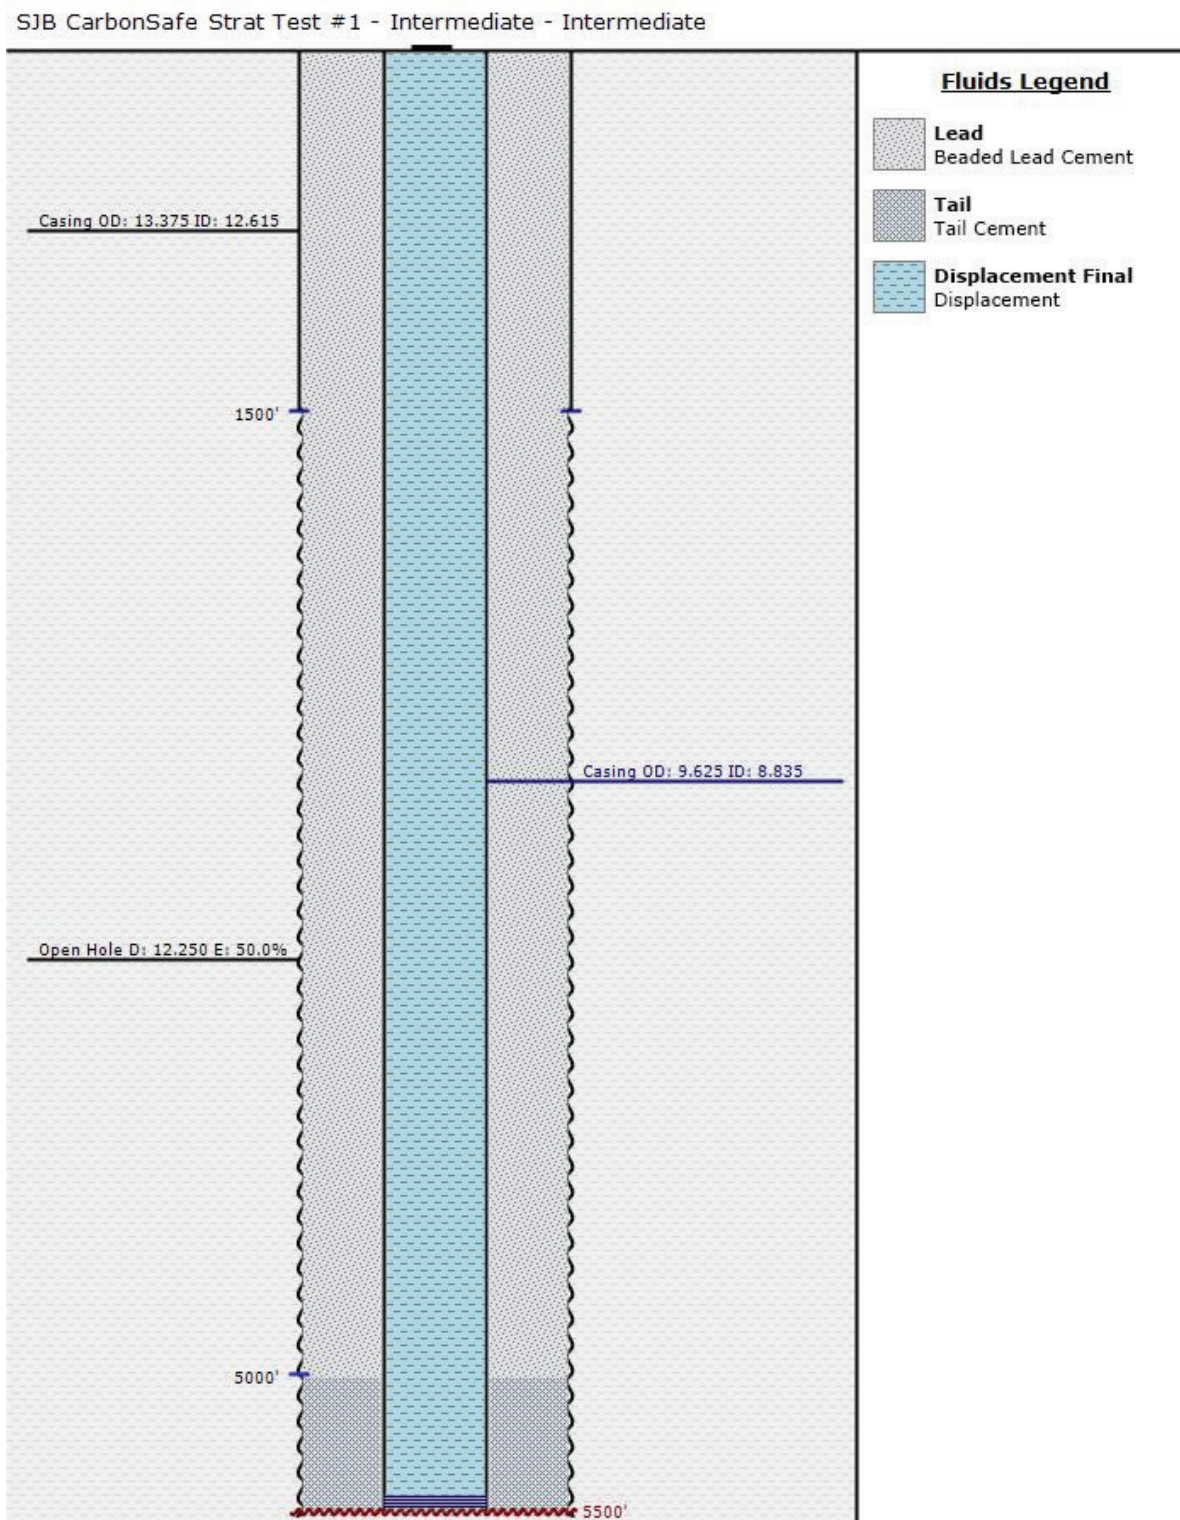 SJB CarbonSafe Strat Test #1 - Intermediate - Intermediate
Fluids Legend
Lead
Beaded Lead Cement
Tail
Tail Cement
Displacement Final
Displacement
Casing OD: 13.375 ID: 12.615
1500'
Casing OD: 9.625 ID: 8.835
Open Hole D: 12.250 E: 50.0%
5000'
5500'